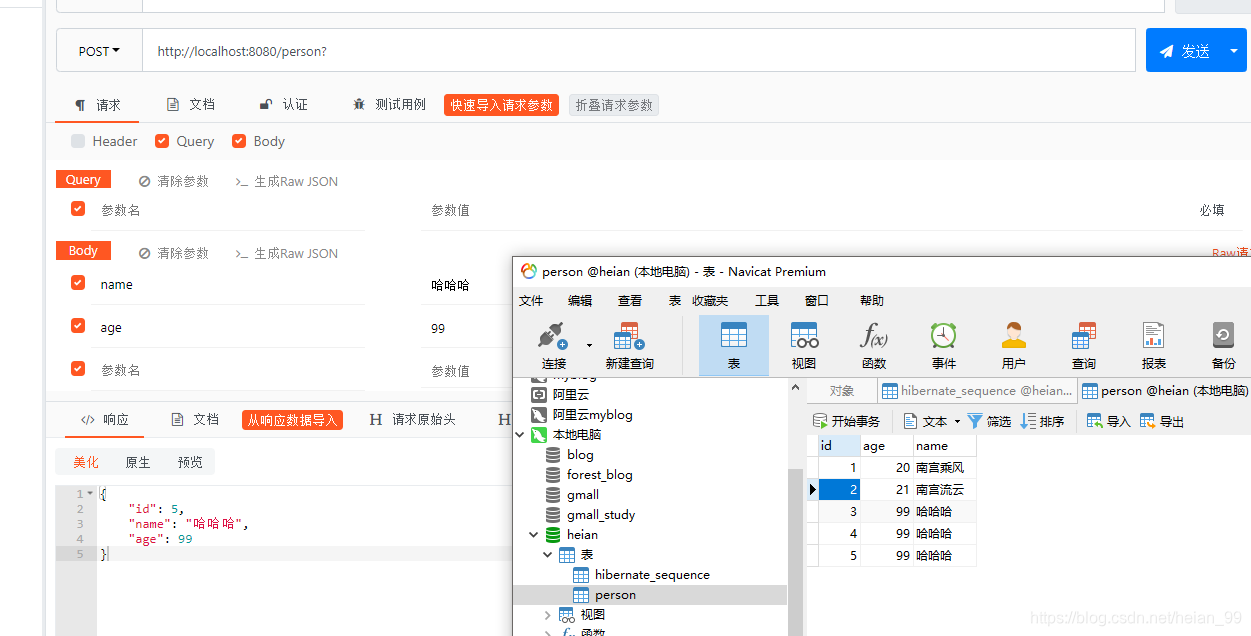 POST http://localhost:8080/person? 发送
请求 文档 认证 测试用例 快速导入请求参数 折叠请求参数
Header Query Body
Query 清除参数 >_ 生成Raw JSON
参数名 参数值 必填
Body 清除参数 >_ 生成Raw JSON
name 哈哈哈
age 99
参数名 参数值
</> 响应 文档 从响应数据导入 H 请求原始头 H
美化 原生 预览
1 {
2 "id": 5,
3 "name": "哈哈哈",
4 "age": 99
5 }
person @heian (本地电脑) - 表 - Navicat Premium
文件 编辑 查看 表 收藏夹 工具 窗口 帮助
连接 新建查询 表 视图 函数 事件 用户 查询 报表 备份
对象 hibernate_sequence @heian... person @heian (本地电脑)
开始事务 文本 筛选 排序 导入 导出
myblog
阿里云
阿里云myblog
本地电脑
blog
forest_blog
gmall
gmall_study
heian
表
hibernate_sequence
person
视图
函数
id age name
1 20 南宫乘风
2 21 南宫流云
3 99 哈哈哈
4 99 哈哈哈
5 99 哈哈哈
https://blog.csdn.net/heian_99